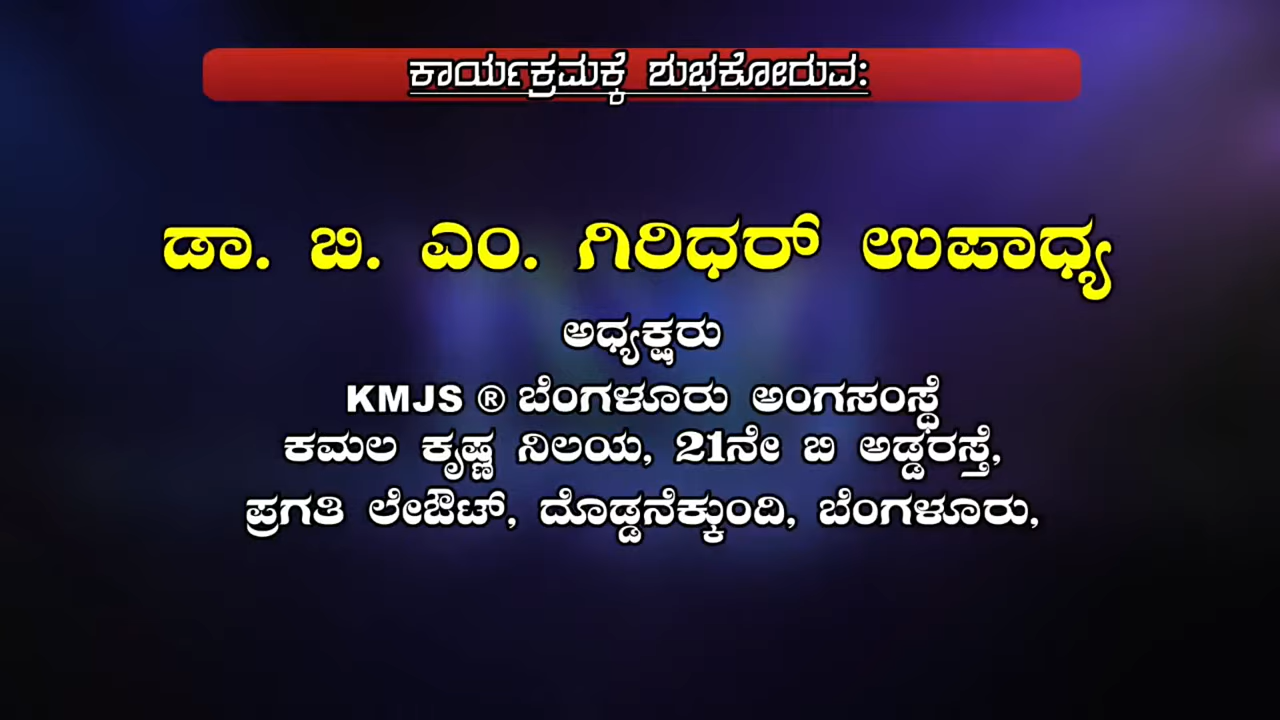 ಕಾರ್ಯಕ್ರಮಕ್ಕೆ ಶುಭಕೋರುವ:
ಡಾ. ಬಿ. ಎಂ. ಗಿರಿಧರ್ ಉಪಾಧ್ಯ
ಅಧ್ಯಕ್ಷರು
KMJS ® ಬೆಂಗಳೂರು ಅಂಗಸಂಸ್ಥೆ
ಕಮಲ ಕೃಷ್ಣ ನಿಲಯ, 21ನೇ ಬಿ ಅಡ್ಡರಸ್ತೆ,
ಪ್ರಗತಿ ಲೇಔಟ್, ದೊಡ್ಡನೆಕ್ಕುಂದಿ, ಬೆಂಗಳೂರು,